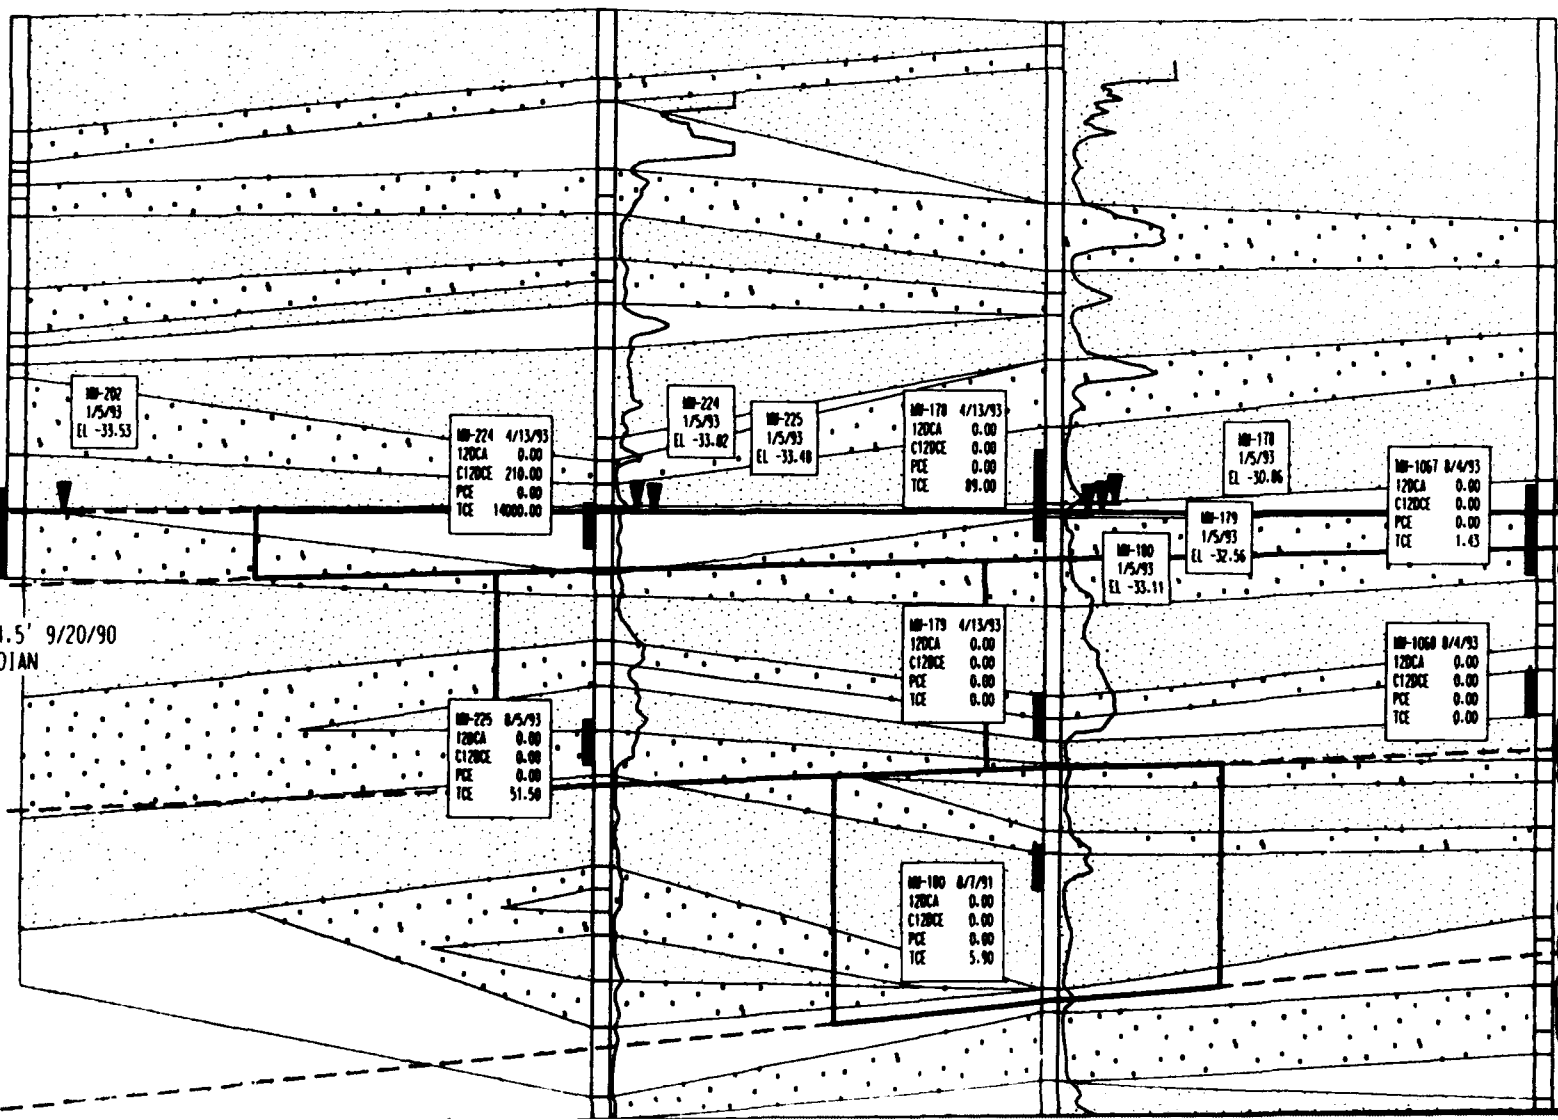 MW-202
1/5/93
EL -33.53
MW-224 4/13/93
12DCA 0.00
C12DCE 210.00
PCE 0.00
TCE 14000.00
MW-224
1/5/93
EL -33.02
MW-225
1/5/93
EL -33.48
MW-178 4/13/93
12DCA 0.00
C12DCE 0.00
PCE 0.00
TCE 89.00
MW-178
1/5/93
EL -30.86
MW-179
1/5/93
EL -32.56
MW-180
1/5/93
EL -33.11
MW-1067 8/4/93
12DCA 0.00
C12DCE 0.00
PCE 0.00
TCE 1.43
.5' 9/20/90
DIAN
MW-225 8/5/93
12DCA 0.00
C12DCE 0.00
PCE 0.00
TCE 51.50
MW-179 4/13/93
12DCA 0.00
C12DCE 0.00
PCE 0.00
TCE 0.00
MW-1068 8/4/93
12DCA 0.00
C12DCE 0.00
PCE 0.00
TCE 0.00
MW-180 8/7/91
12DCA 0.00
C12DCE 0.00
PCE 0.00
TCE 5.90